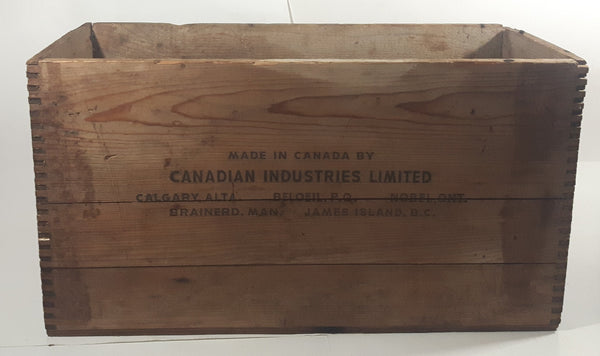 MADE IN CANADA BY
CANADIAN INDUSTRIES LIMITED
CALGARY, ALTA. BELOEIL, P.Q. NOBEL, ONT.
BRAINERD, MAN. JAMES ISLAND, B.C.